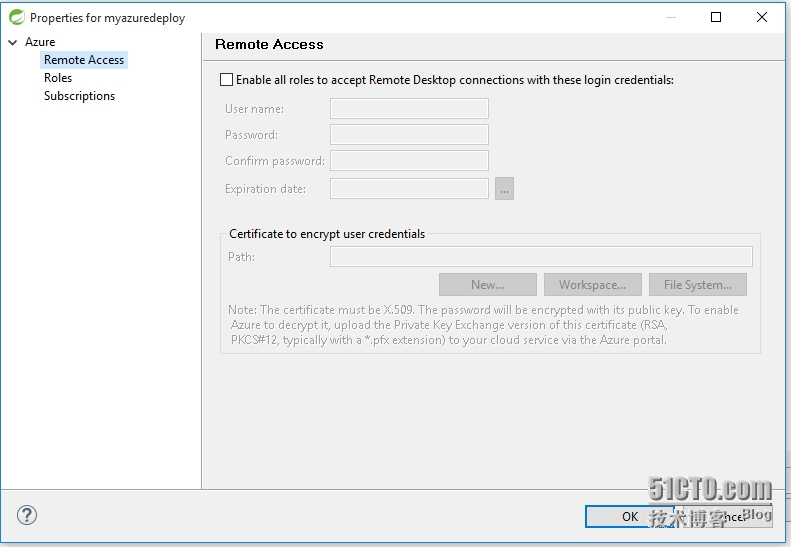 Properties for myazuredeploy
Azure
Remote Access
Roles
Subscriptions
Remote Access
Enable all roles to accept Remote Desktop connections with these login credentials:
User name:
Password:
Confirm password:
Expiration date:
...
Certificate to encrypt user credentials
Path:
New...
Workspace...
File System...
Note: The certificate must be X.509. The password will be encrypted with its public key. To enable
Azure to decrypt it, upload the Private Key Exchange version of this certificate (RSA,
PKCS#12, typically with a *.pfx extension) to your cloud service via the Azure portal.
?
OK
51CTO.com
技术博客 Blog